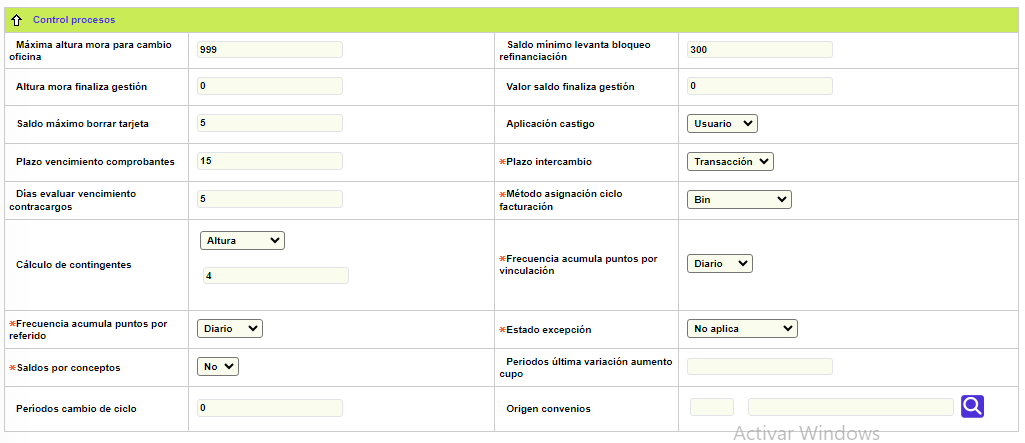 Control procesos
Máxima altura mora para cambio
oficina
999
Saldo mínimo levanta bloqueo
refinanciación
300
Altura mora finaliza gestión
0
Valor saldo finaliza gestión
0
Saldo máximo borrar tarjeta
5
Aplicación castigo
Usuario
Plazo vencimiento comprobantes
15
*Plazo intercambio
Transacción
Días evaluar vencimiento
contracargos
5
*Método asignación ciclo
facturación
Bin
Cálculo de contingentes
Altura
4
*Frecuencia acumula puntos por
vinculación
Diario
*Frecuencia acumula puntos por
referido
Diario
*Estado excepción
No aplica
*Saldos por conceptos
No
Periodos última variación aumento
cupo
Períodos cambio de ciclo
0
Origen convenios
Activar Windows